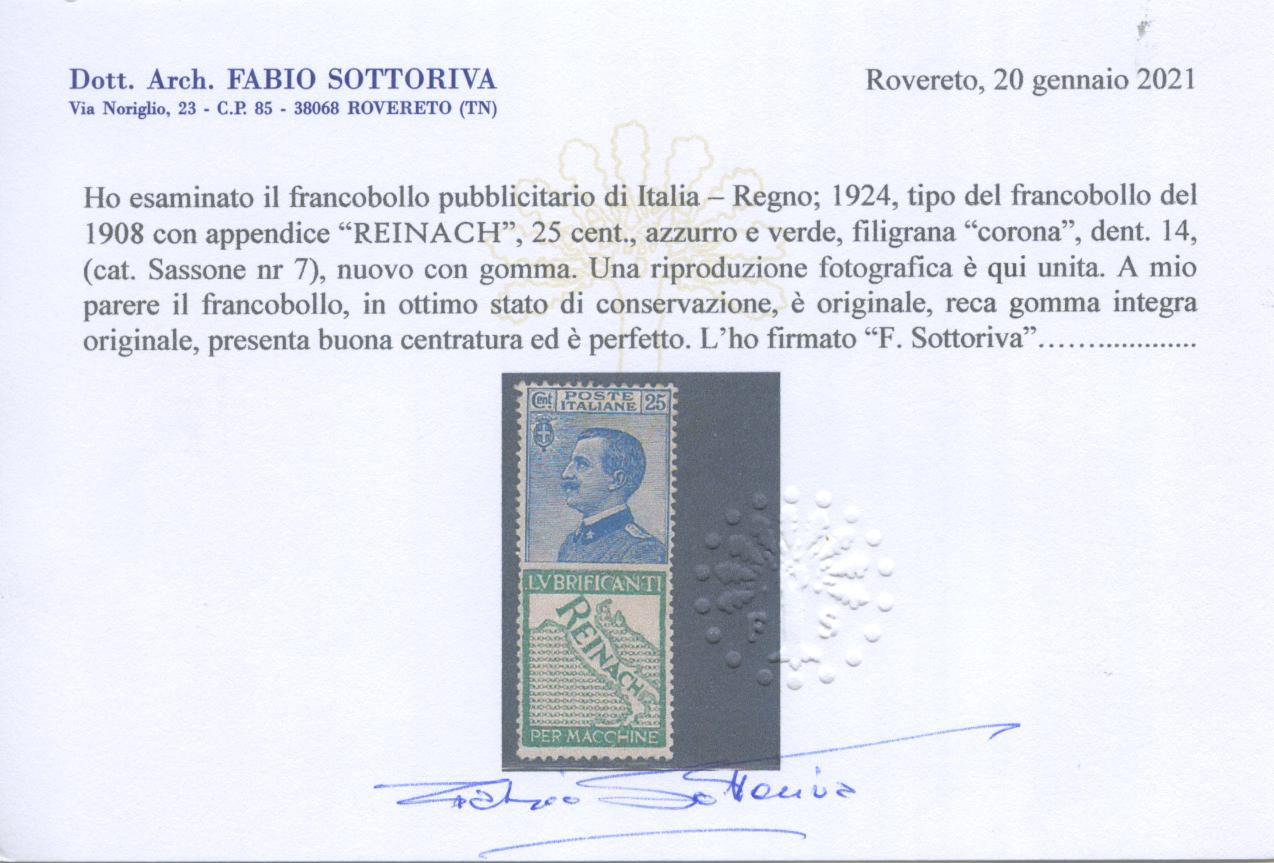 Dott. Arch. FABIO SOTTORIVA
Via Noriglio, 23 - C.P. 85 - 38068 ROVERETO (TN)
Rovereto, 20 gennaio 2021
Ho esaminato il francobollo pubblicitario di Italia – Regno; 1924, tipo del francobollo del
1908 con appendice “REINACH”, 25 cent., azzurro e verde, filigrana “corona”, dent. 14,
(cat. Sassone nr 7), nuovo con gomma. Una riproduzione fotografica è qui unita. A mio
parere il francobollo, in ottimo stato di conservazione, è originale, reca gomma integra
originale, presenta buona centratura ed è perfetto. L’ho firmato “F. Sottoriva”……..............
Cent. POSTE ITALIANE 25
LVBRIFICANTI
REINACH
PER MACCHINE
F S
Fabio Sottoriva